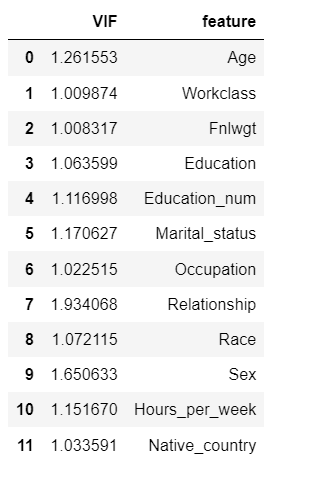 VIF feature
0 1.261553 Age
1 1.009874 Workclass
2 1.008317 Fnlwgt
3 1.063599 Education
4 1.116998 Education_num
5 1.170627 Marital_status
6 1.022515 Occupation
7 1.934068 Relationship
8 1.072115 Race
9 1.650633 Sex
10 1.151670 Hours_per_week
11 1.033591 Native_country